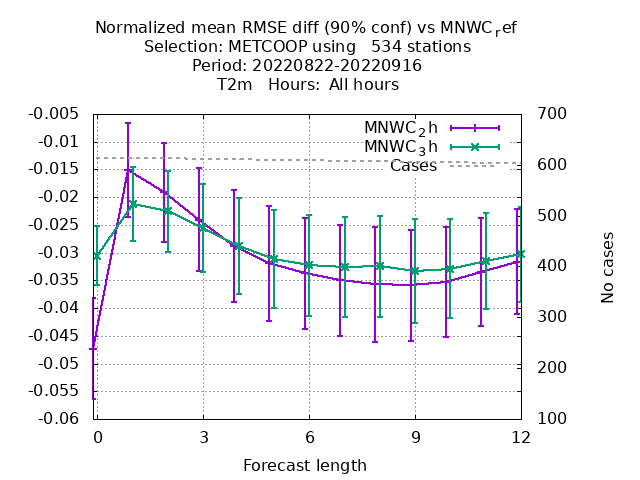 Normalized mean RMSE diff (90% conf) vs MNWC_ref
Selection: METCOOP using 534 stations
Period: 20220822-20220916
T2m Hours: All hours
-0.005 700
MNWC_2h
-0.01
MNWC_3h
-0.015 Cases 600
-0.02
500
-0.025
-0.03 400
-0.035
-0.04 300
-0.045
-0.05 200
-0.055
-0.06 100
No cases
0 3 6 9 12
Forecast length